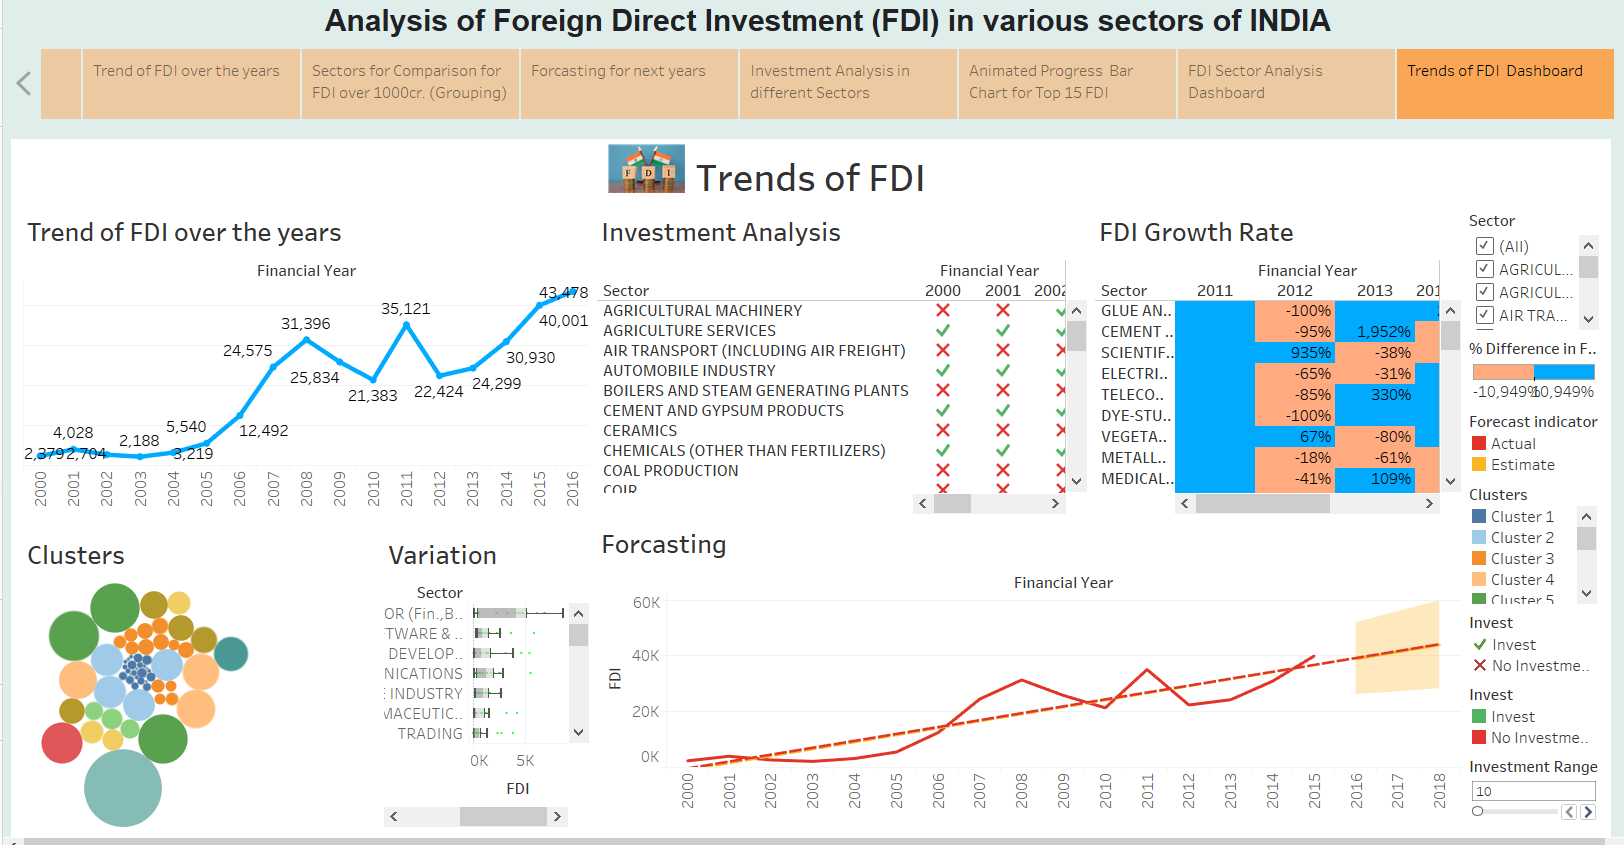 Analysis of Foreign Direct Investment (FDI) in various sectors of INDIA
Trend of FDI over the years
Sectors for Comparison for
FDI over 1000cr. (Grouping)
Forcasting for next years
Investment Analysis in
different Sectors
Animated Progress Bar
Chart for Top 15 FDI
FDI Sector Analysis
Dashboard
Trends of FDI Dashboard
F D I
Trends of FDI
Trend of FDI over the years
Financial Year
43,478
40,001
35,121
31,396
30,930
24,575
25,834
24,299
22,424
21,383
12,492
5,540
4,028
2,188
2,379
2,704
3,219
2000 2001 2002 2003 2004 2005 2006 2007 2008 2009 2010 2011 2012 2013 2014 2015 2016
Investment Analysis
Financial Year
Sector 2000 2001 2002
AGRICULTURAL MACHINERY
AGRICULTURE SERVICES
AIR TRANSPORT (INCLUDING AIR FREIGHT)
AUTOMOBILE INDUSTRY
BOILERS AND STEAM GENERATING PLANTS
CEMENT AND GYPSUM PRODUCTS
CERAMICS
CHEMICALS (OTHER THAN FERTILIZERS)
COAL PRODUCTION
COIR
FDI Growth Rate
Financial Year
Sector 2011 2012 2013 201
GLUE AN.. -100%
CEMENT .. -95% 1,952%
SCIENTIF.. 935% -38%
ELECTRI.. -65% -31%
TELECO.. -85% 330%
DYE-STU.. -100%
VEGETA.. 67% -80%
METALL.. -18% -61%
MEDICAL.. -41% 109%
Sector
(All)
AGRICUL...
AGRICUL...
AIR TRA...
% Difference in F..
-10,949% 10,949%
Forecast indicator
Actual
Estimate
Clusters
Cluster 1
Cluster 2
Cluster 3
Cluster 4
Cluster 5
Invest
Invest
No Investme..
Invest
Invest
No Investme..
Investment Range
10
Clusters
Variation
Sector
OR (Fin.,B..
TWARE & ..
DEVELOP..
NICATIONS
INDUSTRY
MACEUTIC..
TRADING
0K 5K
FDI
Forcasting
Financial Year
60K
40K
20K
0K
FDI
2000 2001 2002 2003 2004 2005 2006 2007 2008 2009 2010 2011 2012 2013 2014 2015 2016 2017 2018